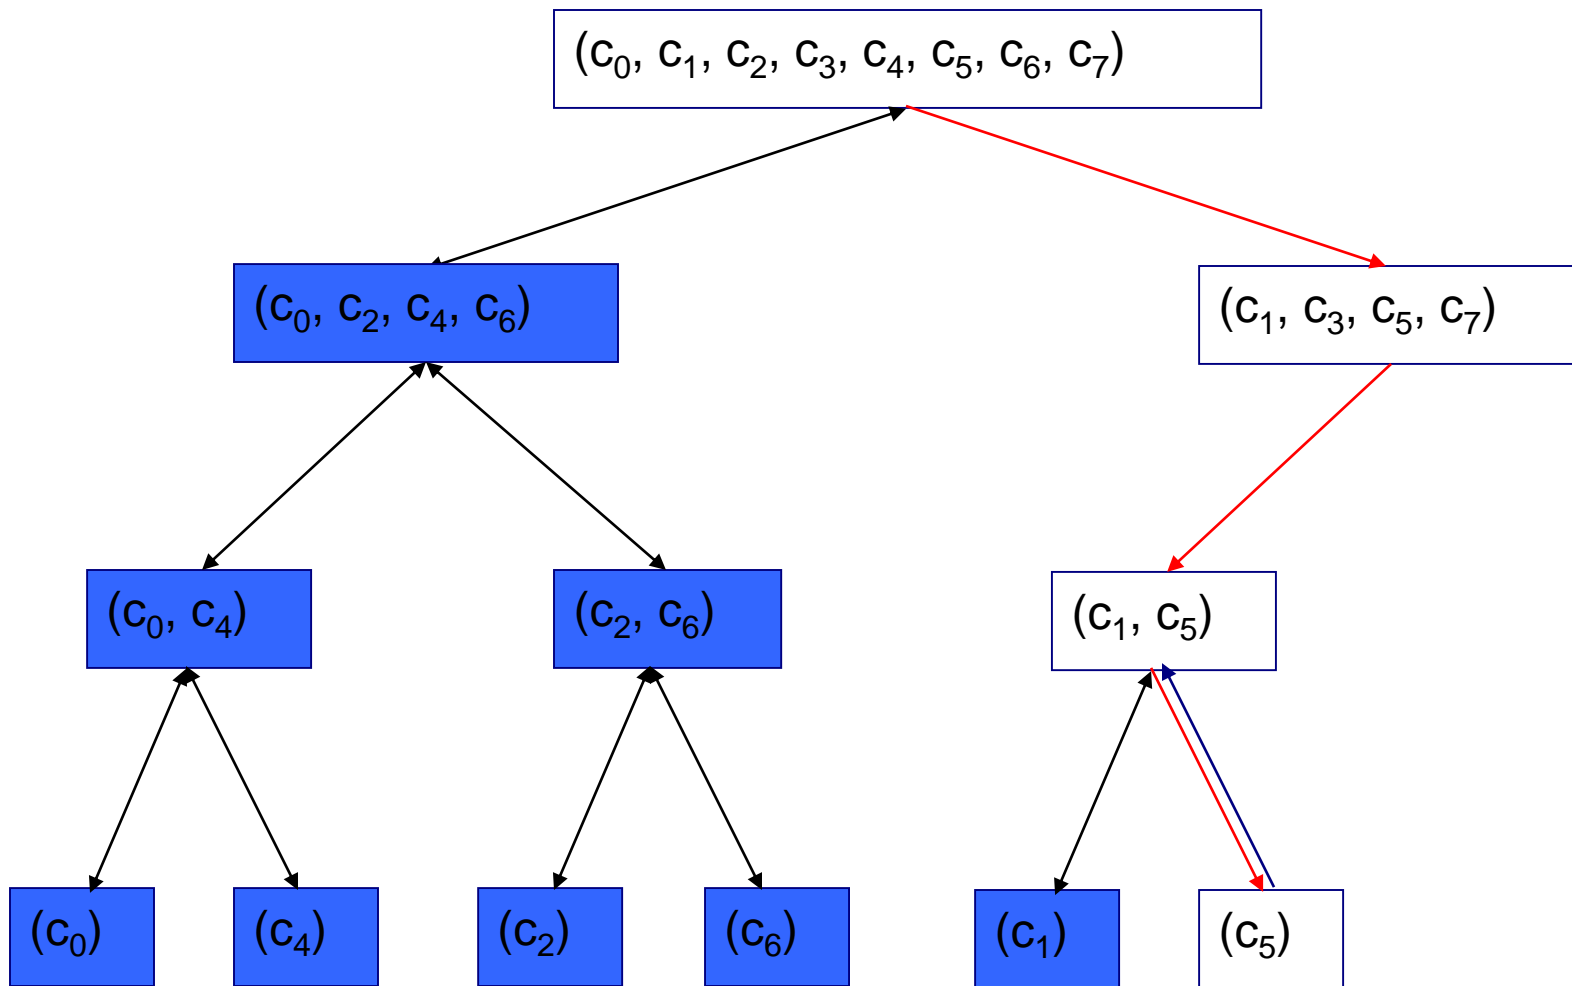 (c₀, c₁, c₂, c₃, c₄, c₅, c₆, c₇)
(c₀, c₂, c₄, c₆)
(c₁, c₃, c₅, c₇)
(c₀, c₄)
(c₂, c₆)
(c₁, c₅)
(c₀)
(c₄)
(c₂)
(c₆)
(c₁)
(c₅)